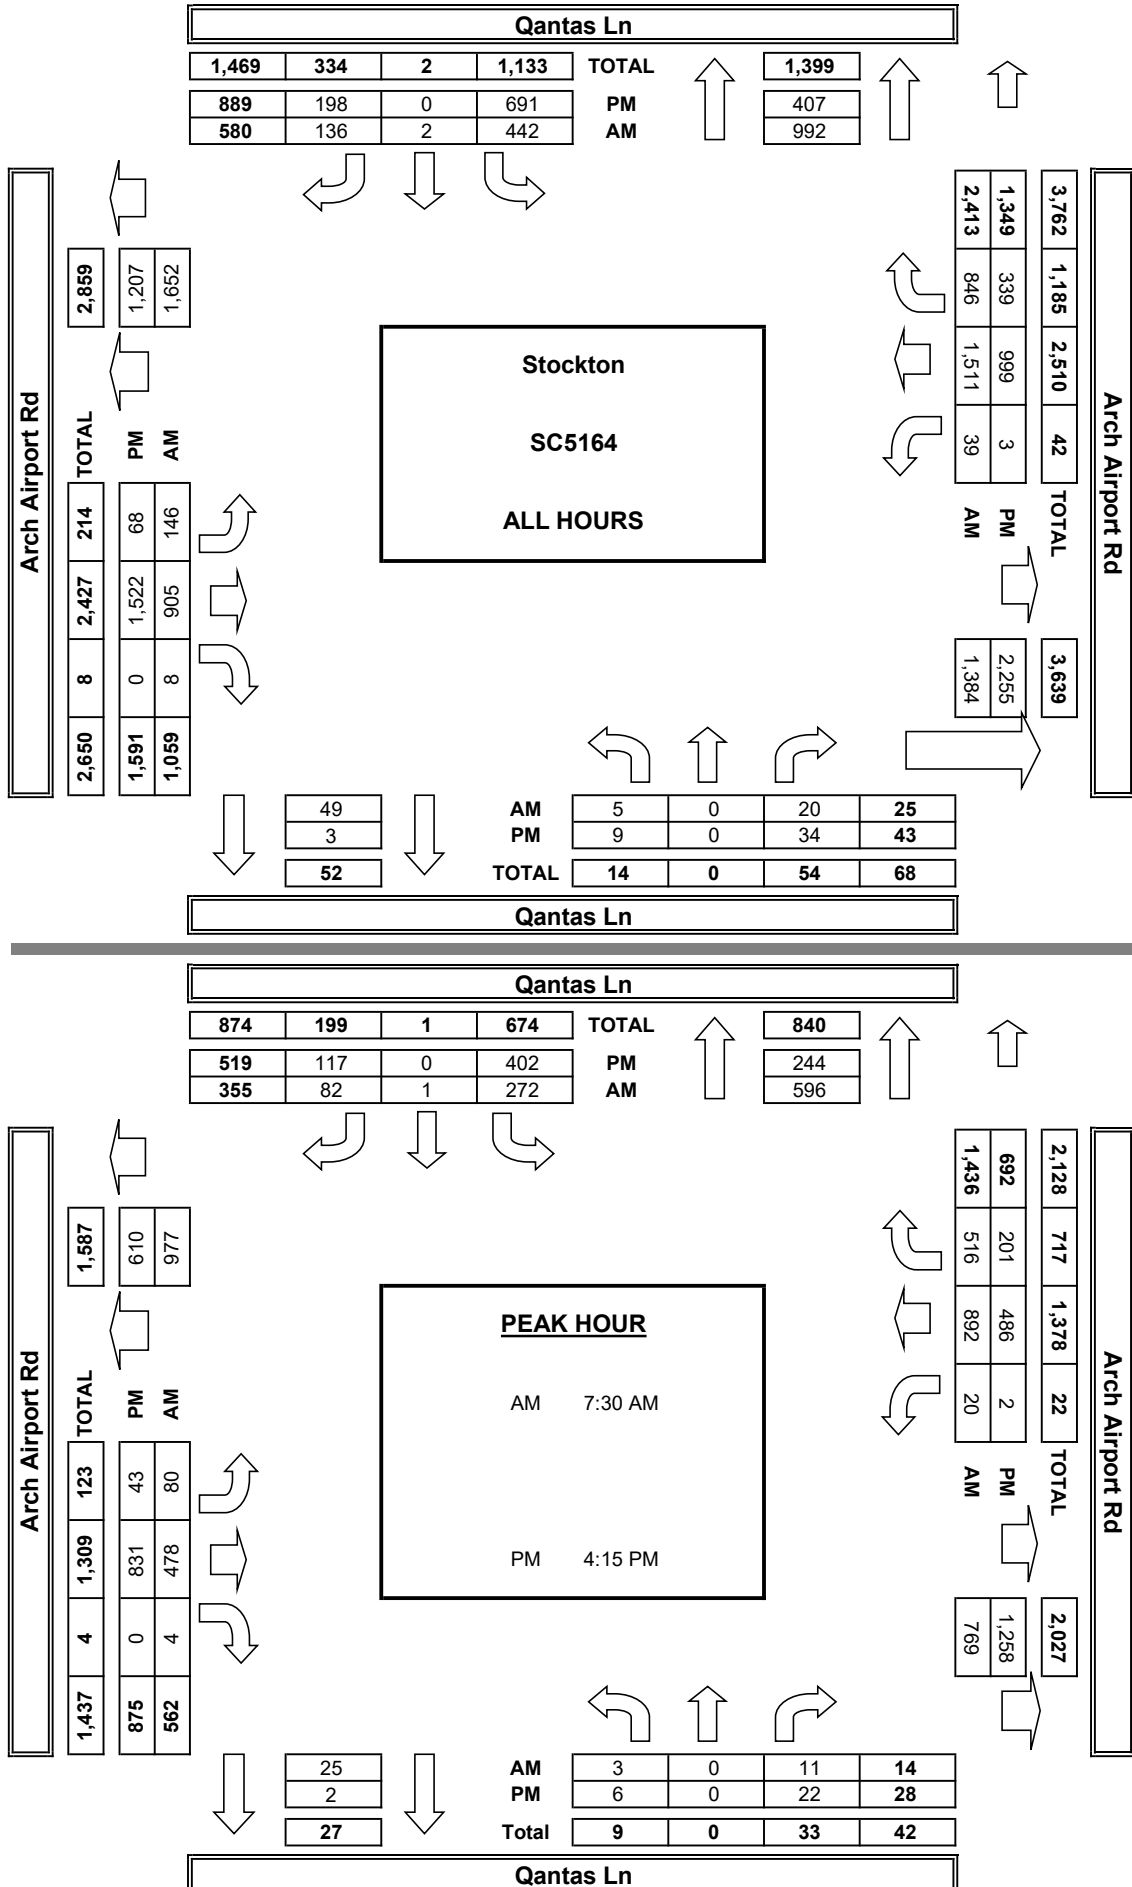 Qantas Ln
1,469 334 2 1,133 TOTAL 1,399
889 198 0 691 PM 407
580 136 2 442 AM 992
Arch Airport Rd
2,859
1,207
1,652
TOTAL
PM
AM
214 2,427 8 2,650
68 1,522 0 1,591
146 905 8 1,059
Stockton
SC5164
ALL HOURS
3,762 1,185 2,510 42 TOTAL 3,639
1,349 339 999 3 PM 2,255
2,413 846 1,511 39 AM 1,384
Arch Airport Rd
49 AM 5 0 20 25
3 PM 9 0 34 43
52 TOTAL 14 0 54 68
Qantas Ln
Qantas Ln
874 199 1 674 TOTAL 840
519 117 0 402 PM 244
355 82 1 272 AM 596
Arch Airport Rd
1,587
610
977
TOTAL
PM
AM
123 1,309 4 1,437
43 831 0 875
80 478 4 562
PEAK HOUR
AM 7:30 AM
PM 4:15 PM
2,128 717 1,378 22 TOTAL 2,027
692 201 486 2 PM 1,258
1,436 516 892 20 AM 769
Arch Airport Rd
25 AM 3 0 11 14
2 PM 6 0 22 28
27 Total 9 0 33 42
Qantas Ln